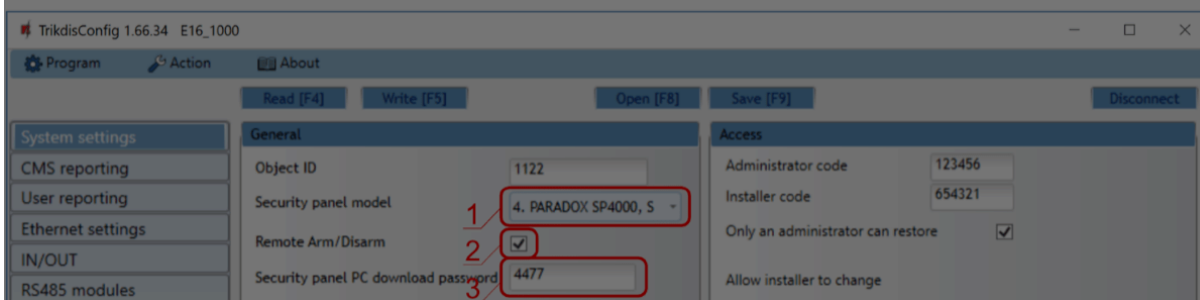 TrikdisConfig 1.66.34 E16_1000
Program Action About
Read [F4] Write [F5] Open [F8] Save [F9] Disconnect
System settings
CMS reporting
User reporting
Ethernet settings
IN/OUT
RS485 modules
General
Object ID 1122
Security panel model 1 4. PARADOX SP4000, S
Remote Arm/Disarm 2
Security panel PC download password 3 4477
Access
Administrator code 123456
Installer code 654321
Only an administrator can restore
Allow installer to change